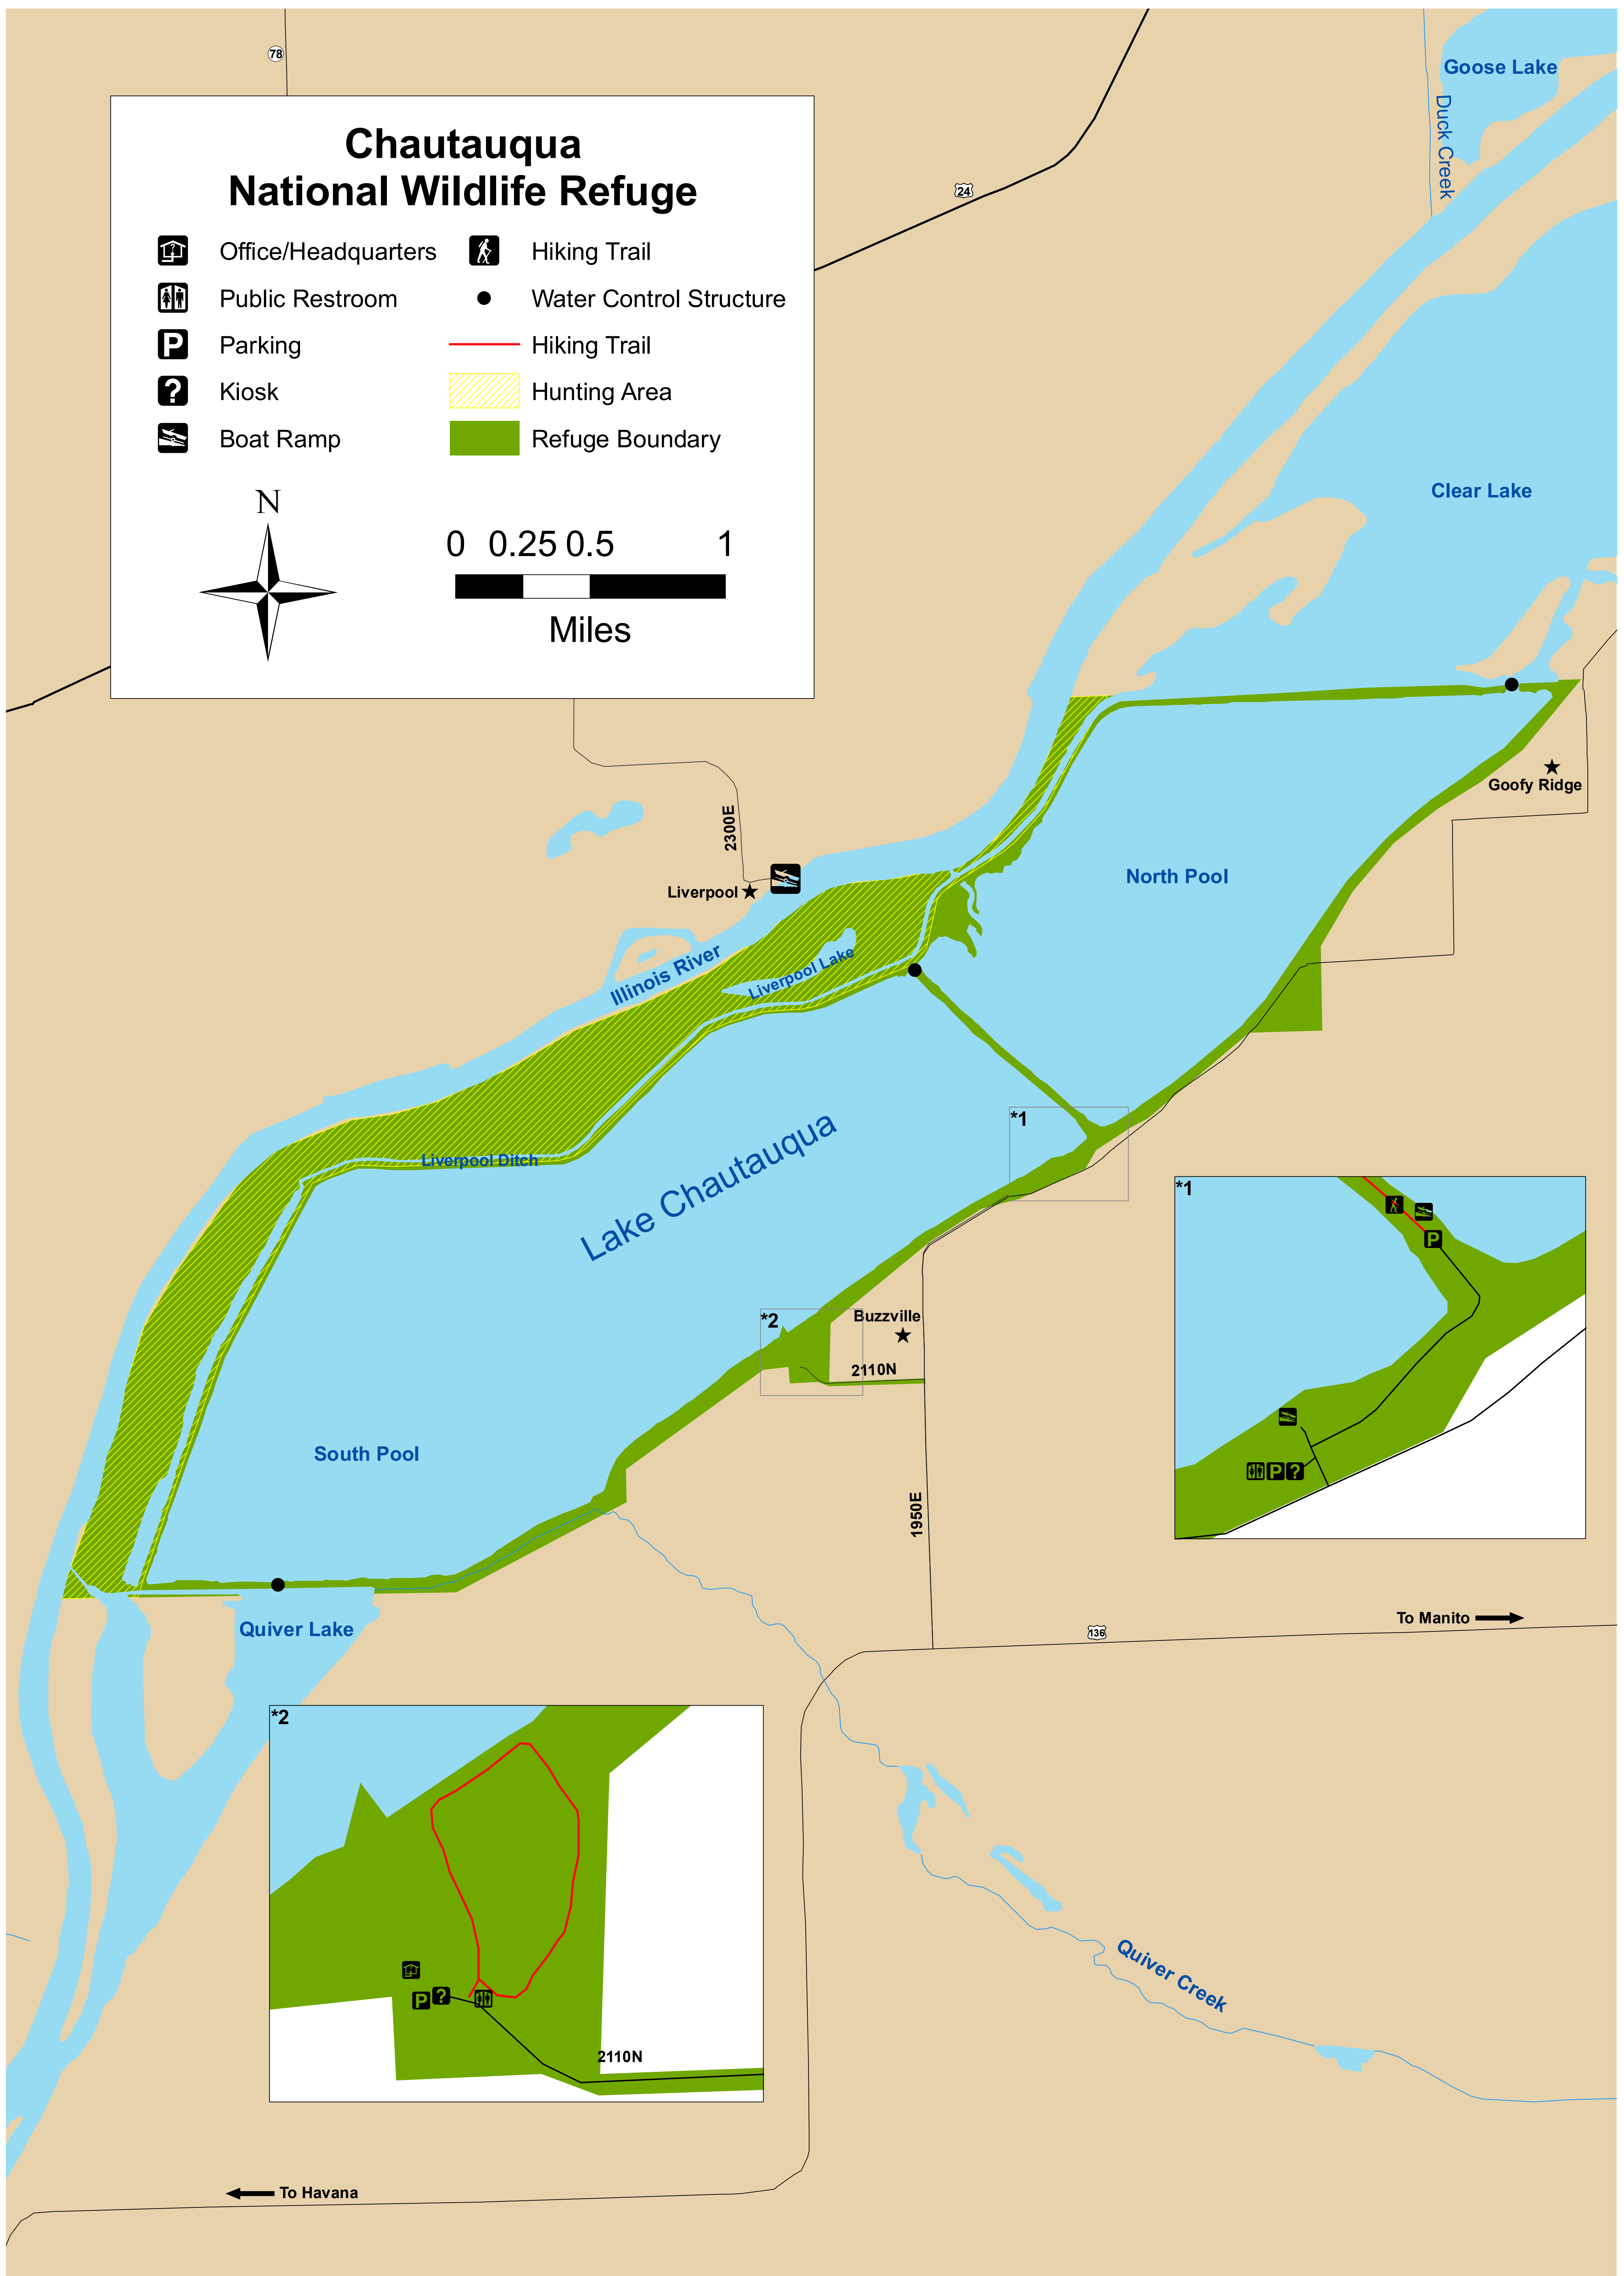 78
Goose Lake
Duck Creek
24
Chautauqua
National Wildlife Refuge
Office/Headquarters
Hiking Trail
Public Restroom
Water Control Structure
P
Parking
Hiking Trail
?
Kiosk
Hunting Area
Boat Ramp
Refuge Boundary
N
0 0.25 0.5 1
Miles
Clear Lake
Goofy Ridge
2300E
Liverpool
North Pool
Illinois River
Liverpool Lake
*1
Liverpool Ditch
Lake Chautauqua
*1
P
? 
P
*2
Buzzville
2110N
South Pool
1950E
Quiver Lake
136
To Manito
*2
P
?
2110N
Quiver Creek
To Havana